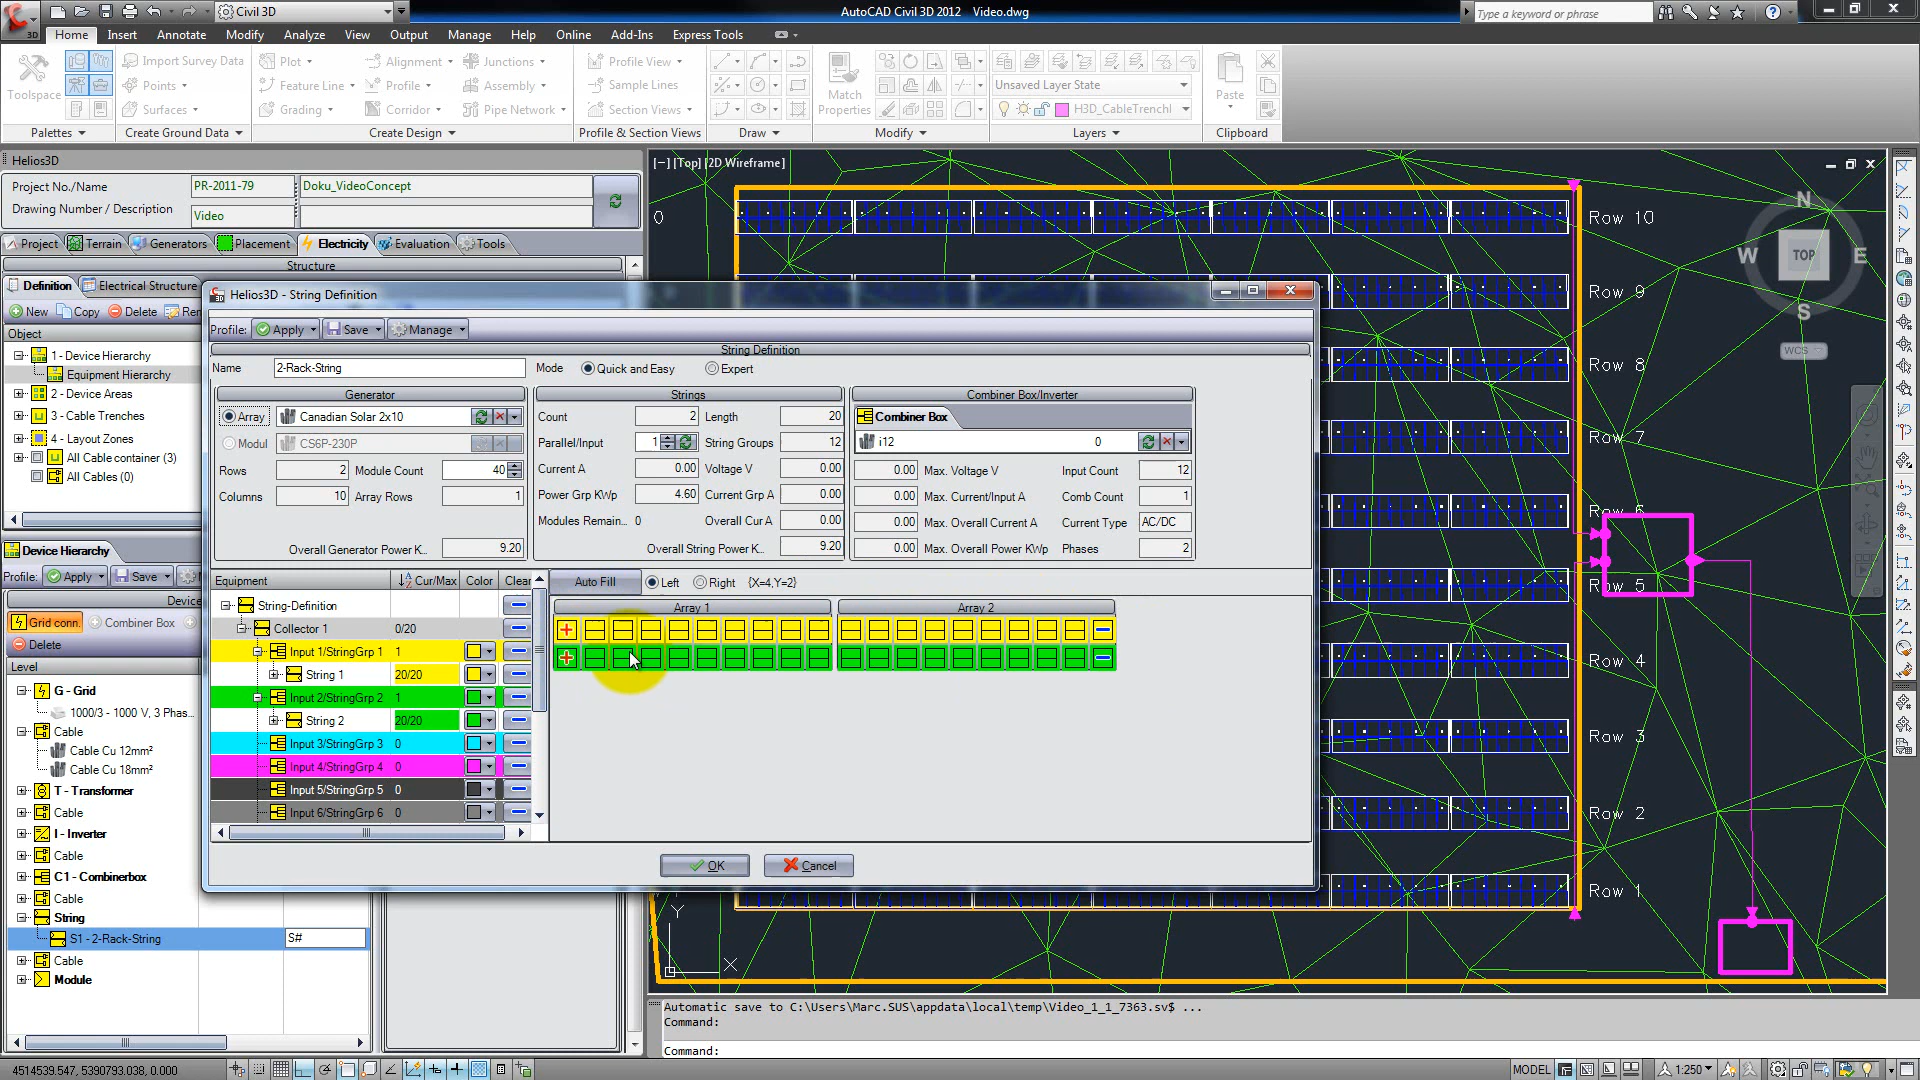 Civil 3D
AutoCAD Civil 3D 2012 Video.dwg
Type a keyword or phrase
3D
Home Insert Annotate Modify Analyze View Output Manage Help Online Add-Ins Express Tools
Toolspace
Import Survey Data
Points
Surfaces
Plot
Feature Line
Grading
Alignment
Profile
Corridor
Junctions
Assembly
Pipe Network
Profile View
Sample Lines
Section Views
Match
Properties
Unsaved Layer State
H3D_CableTrenchl
Paste
Palettes Create Ground Data Create Design Profile & Section Views Draw Modify Layers Clipboard
Helios3D
Project No./Name PR-2011-79 Doku_VideoConcept
Drawing Number / Description Video
Project Terrain Generators Placement Electricity Evaluation Tools
Structure
Definition Electrical Structure
New Copy Delete Ren
Object
1 - Device Hierarchy
Equipment Hierarchy
2 - Device Areas
3 - Cable Trenches
4 - Layout Zones
All Cable container (3)
All Cables (0)
Device Hierarchy
Profile: Apply Save
Device
Grid conn. Combiner Box
Delete
Level
G - Grid
1000/3 - 1000 V, 3 Phas...
Cable
Cable Cu 12mm²
Cable Cu 18mm²
T - Transformer
Cable
I - Inverter
Cable
C1 - Combinerbox
Cable
String
S1 - 2-Rack-String S#
Cable
Module
Helios3D - String Definition
Profile: Apply Save Manage
String Definition
Name 2-Rack-String Mode Quick and Easy Expert
Generator
Array Canadian Solar 2x10
Modul CS6P-230P
Rows 2 Module Count 40
Columns 10 Array Rows 1
Overall Generator Power K... 9.20
Strings
Count 2 Length 20
Parallel/Input 1 String Groups 12
Current A 0.00 Voltage V 0.00
Power Grp KWp 4.60 Current Grp A 0.00
Modules Remain... 0 Overall Cur A 0.00
Overall String Power K... 9.20
Combiner Box/Inverter
Combiner Box
i12 0
0.00 Max. Voltage V Input Count 12
0.00 Max. Current/Input A Comb Count 1
0.00 Max. Overall Current A Current Type AC/DC
0.00 Max. Overall Power KWp Phases 2
Equipment Cur/Max Color Clear
String-Definition
Collector 1 0/20
Input 1/StringGrp 1 1
String 1 20/20
Input 2/StringGrp 2 1
String 2 20/20
Input 3/StringGrp 3 0
Input 4/StringGrp 4 0
Input 5/StringGrp 5 0
Input 6/StringGrp 6 0
Auto Fill Left Right {X=4,Y=2}
Array 1 Array 2
OK Cancel
[−] [Top] [2D Wireframe]
0
Row 10
Row 9
Row 8
Row 7
Row 6
Row 5
Row 4
Row 3
Row 2
Row 1
N
W TOP E
S
WCS
Y
X
Automatic save to C:\Users\Marc.SUS\appdata\local\temp\Video_1_1_7363.sv$ ...
Command:
Command:
4514539.547, 5390793.038, 0.000
MODEL 1:250